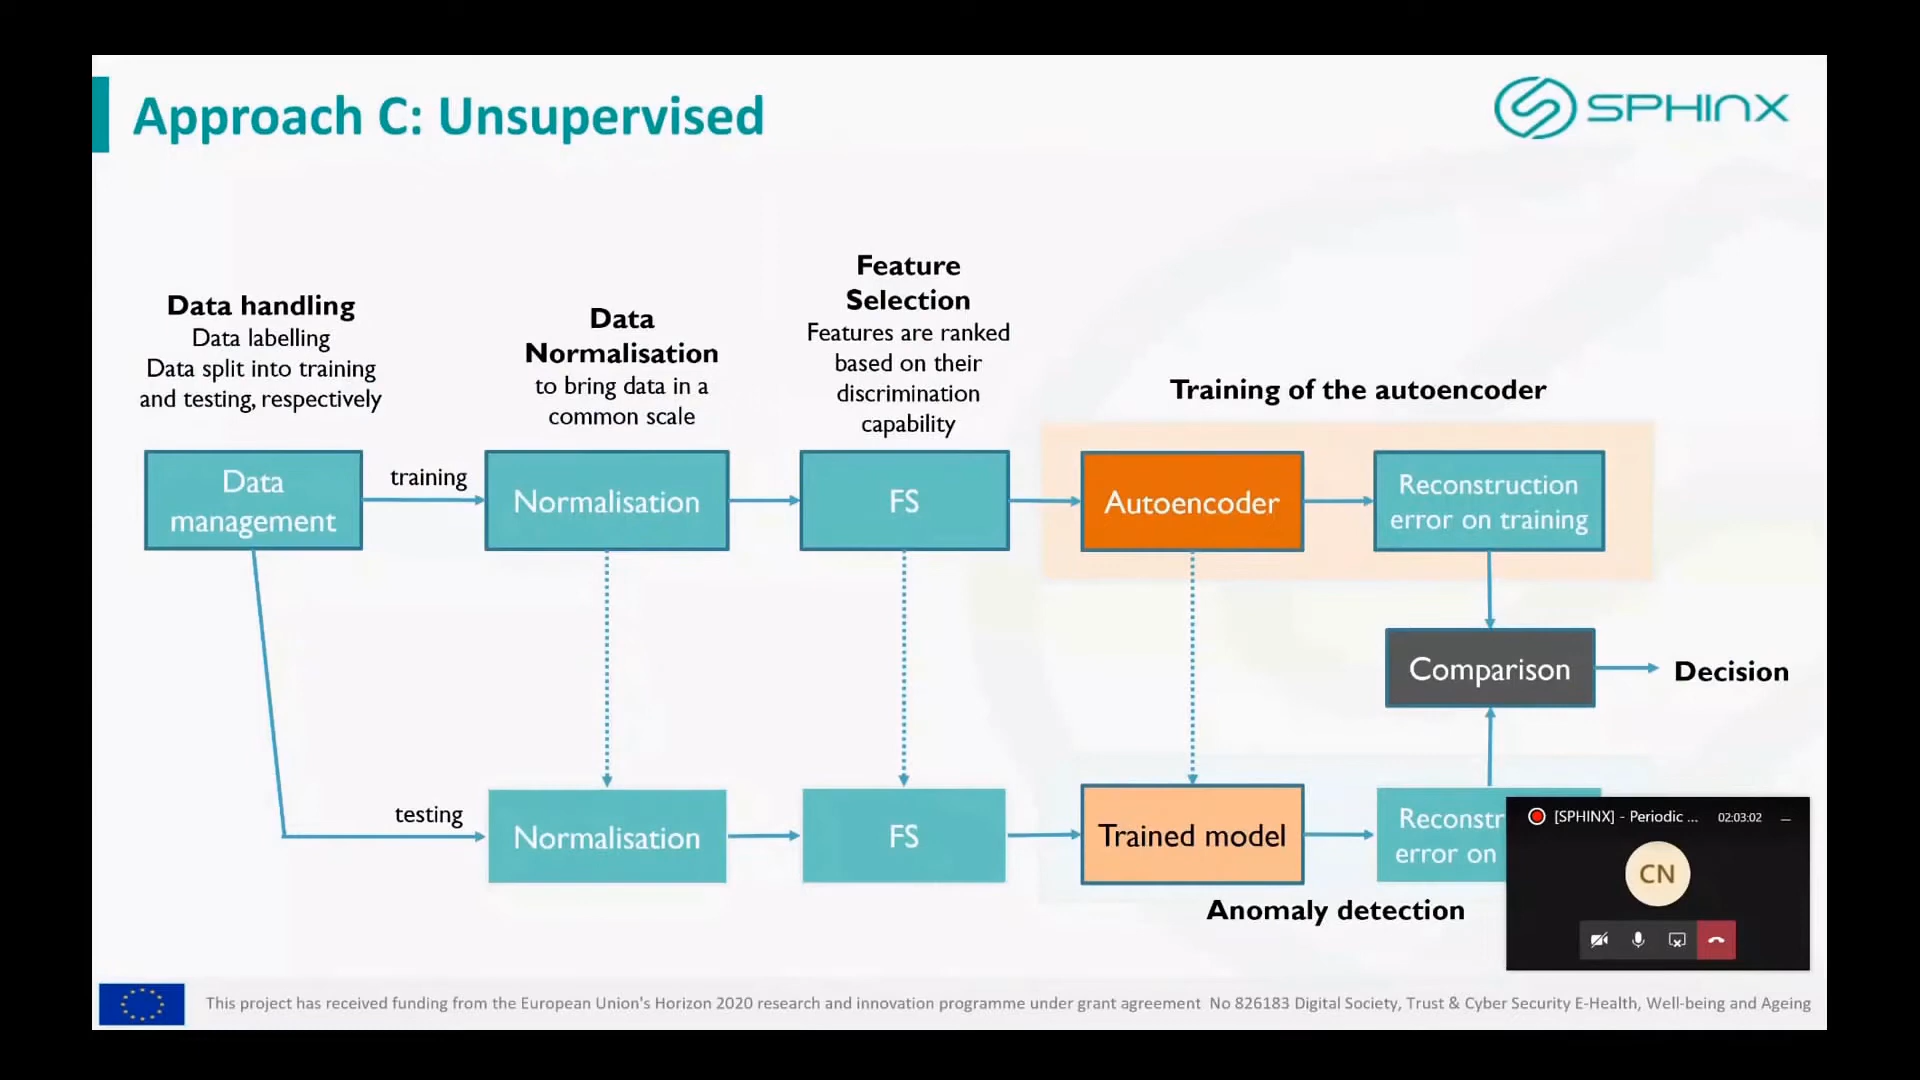 Approach C: Unsupervised
SPHINX
Data handling
Data labelling
Data split into training
and testing, respectively
Data
Normalisation
to bring data in a
common scale
Feature
Selection
Features are ranked
based on their
discrimination
capability
Training of the autoencoder
Data
management
training
Normalisation
FS
Autoencoder
Reconstruction
error on training
Comparison
Decision
testing
Normalisation
FS
Trained model
Reconstr
error on
Anomaly detection
[SPHINX] - Periodic ...
02:03:02
CN
This project has received funding from the European Union's Horizon 2020 research and innovation programme under grant agreement No 826183 Digital Society, Trust & Cyber Security E-Health, Well-being and Ageing